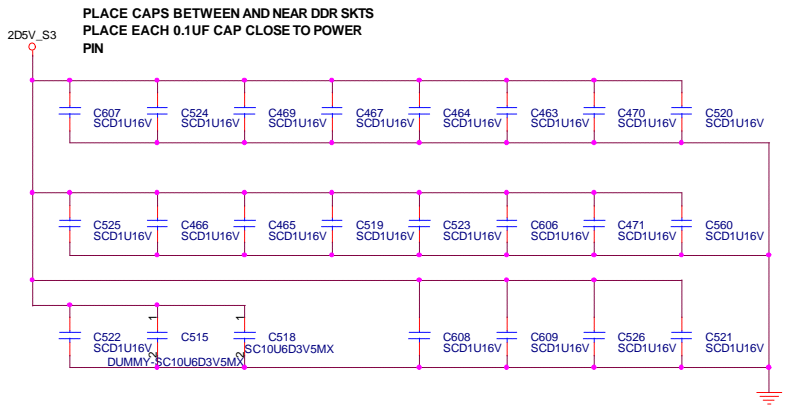 PLACE CAPS BETWEEN AND NEAR DDR SKTS
PLACE EACH 0.1UF CAP CLOSE TO POWER
PIN
2D5V_S3
C607 C524 C469 C467 C464 C463 C470 C520
SCD1U16V SCD1U16V SCD1U16V SCD1U16V SCD1U16V SCD1U16V SCD1U16V SCD1U16V
C525 C466 C465 C519 C523 C606 C471 C560
SCD1U16V SCD1U16V SCD1U16V SCD1U16V SCD1U16V SCD1U16V SCD1U16V SCD1U16V
1 1
C522 C515 C518 C608 C609 C526 C521
SCD1U16V 2 2 SC10U6D3V5MX SCD1U16V SCD1U16V SCD1U16V SCD1U16V
DUMMY-SC10U6D3V5MX